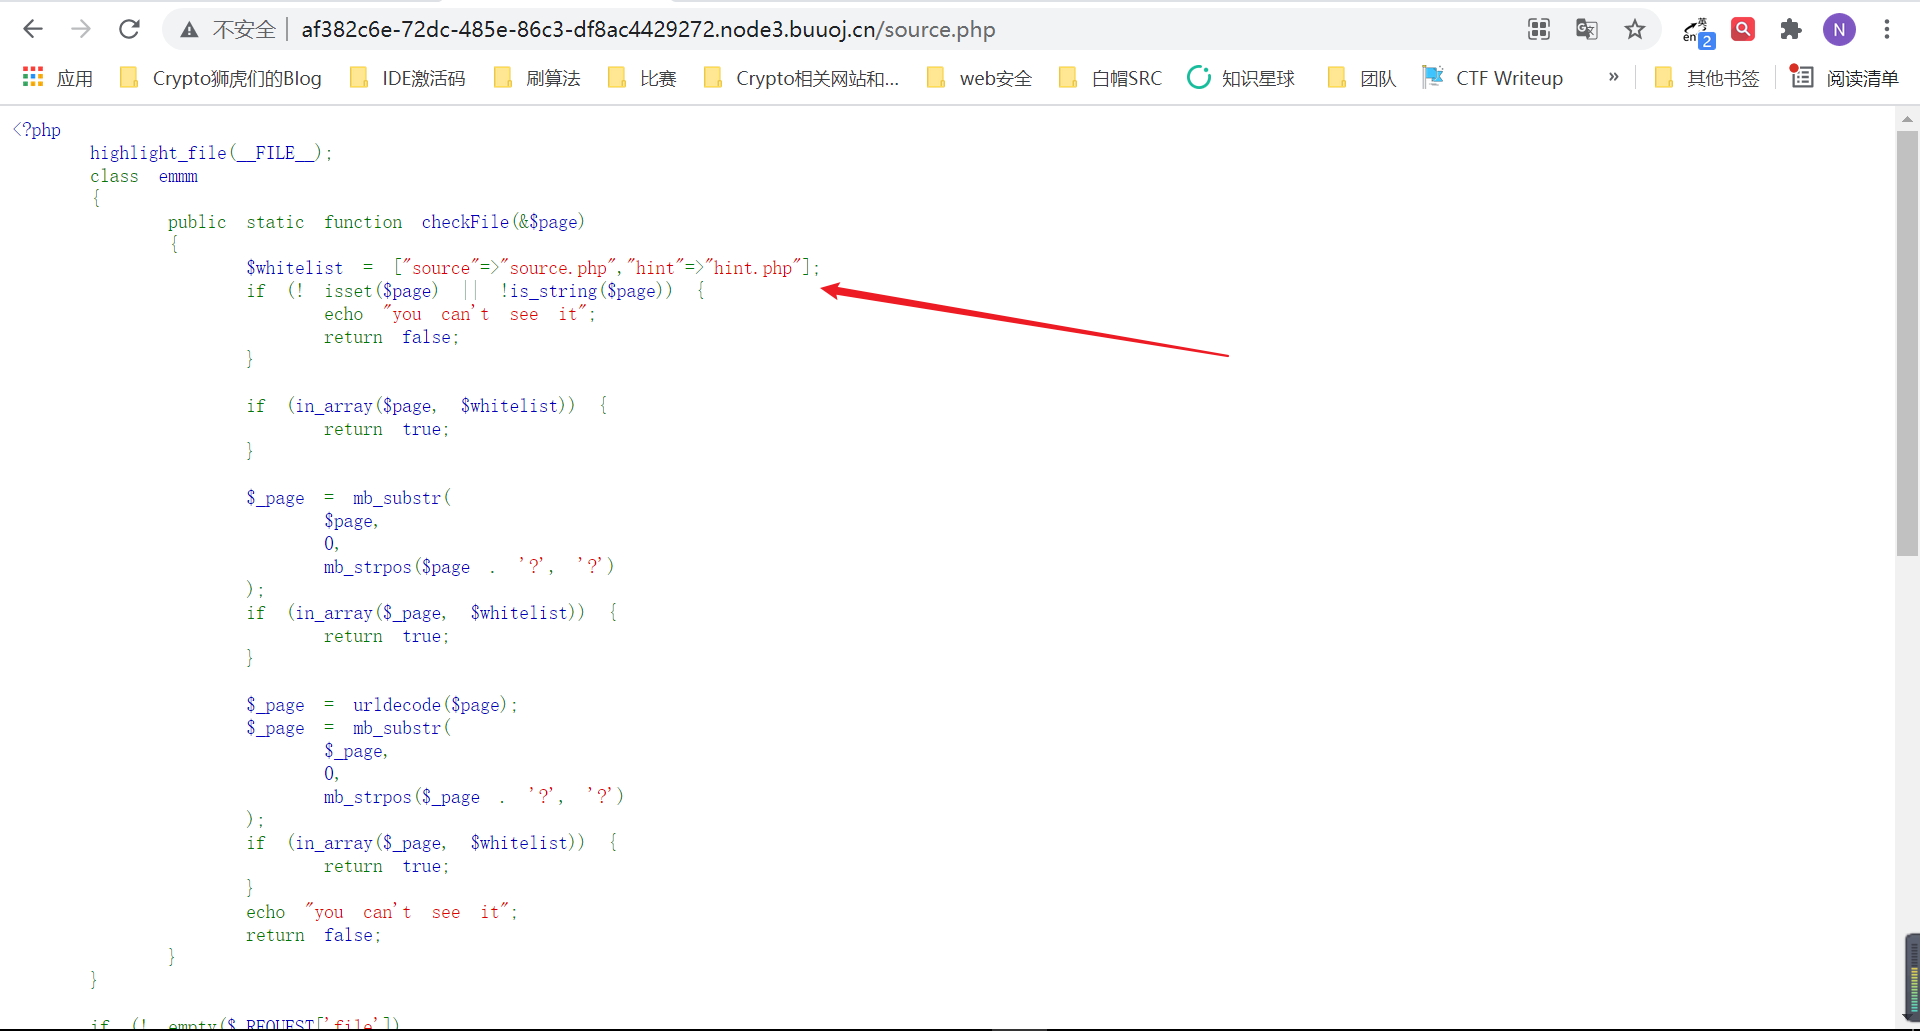 不安全 af382c6e-72dc-485e-86c3-df8ac4429272.node3.buuoj.cn/source.php 英 en 2 N
应用 Crypto狮虎们的Blog IDE激活码 刷算法 比赛 Crypto相关网站和... web安全 白帽SRC 知识星球 团队 CTF Writeup » 其他书签 阅读清单
<?php
highlight_file(__FILE__);
class emmm
{
public static function checkFile(&$page)
{
$whitelist = ["source"=>"source.php","hint"=>"hint.php"];
if (! isset($page) || !is_string($page)) {
echo "you can't see it";
return false;
}
if (in_array($page, $whitelist)) {
return true;
}
$_page = mb_substr(
$page,
0,
mb_strpos($page . '?', '?')
);
if (in_array($_page, $whitelist)) {
return true;
}
$_page = urldecode($page);
$_page = mb_substr(
$_page,
0,
mb_strpos($_page . '?', '?')
);
if (in_array($_page, $whitelist)) {
return true;
}
echo "you can't see it";
return false;
}
}
if (! empty($_REQUEST['file'])